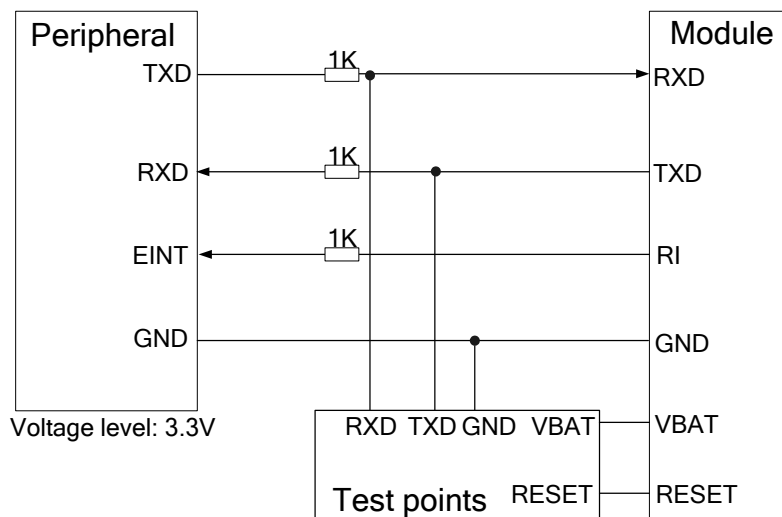 Peripheral
Module
1K
TXD
RXD
1K
RXD
TXD
1K
EINT
RI
GND
GND
Voltage level: 3.3V
RXD TXD GND VBAT
VBAT
Test points
RESET
RESET